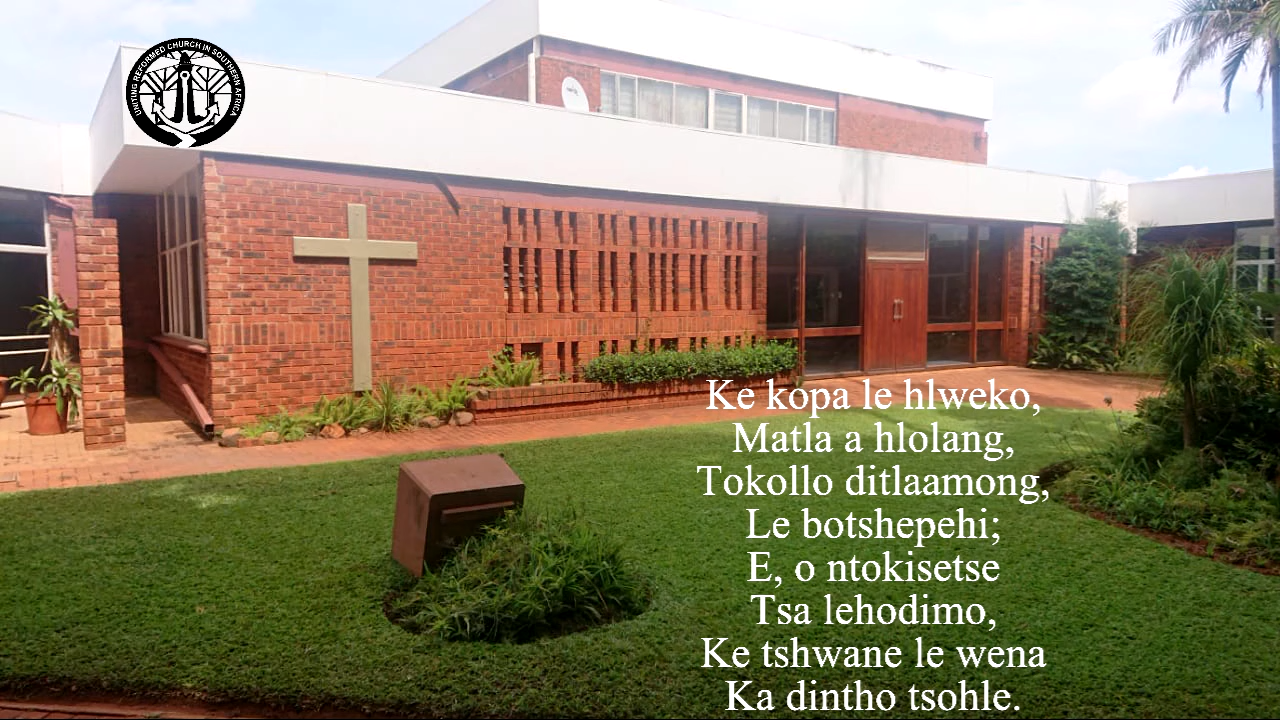 UNITING REFORMED CHURCH IN SOUTHERN AFRICA
Ke kopa le hlweko,
Matla a hlolang,
Tokollo ditlaamong,
Le botshepehi;
E, o ntokisetse
Tsa lehodimo,
Ke tshwane le wena
Ka dintho tsohle.